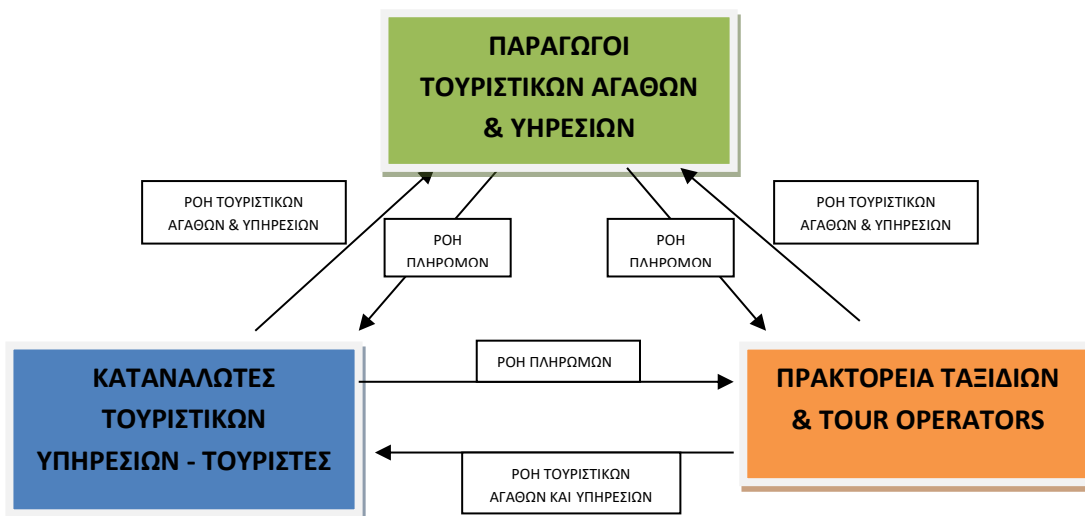 ΠΑΡΑΓΩΓΟΙ
ΤΟΥΡΙΣΤΙΚΩΝ ΑΓΑΘΩΝ
& ΥΗΡΕΣΙΩΝ
ΡΟΗ ΤΟΥΡΙΣΤΙΚΩΝ
ΑΓΑΘΩΝ & ΥΠΗΡΕΣΙΩΝ
ΡΟΗ
ΠΛΗΡΩΜΩΝ
ΡΟΗ
ΠΛΗΡΩΜΩΝ
ΡΟΗ ΤΟΥΡΙΣΤΙΚΩΝ
ΑΓΑΘΩΝ & ΥΠΗΡΕΣΙΩΝ
ΚΑΤΑΝΑΛΩΤΕΣ
ΤΟΥΡΙΣΤΙΚΩΝ
ΥΠΗΡΕΣΙΩΝ - ΤΟΥΡΙΣΤΕΣ
ΡΟΗ ΠΛΗΡΩΜΩΝ
ΠΡΑΚΤΟΡΕΙΑ ΤΑΞΙΔΙΩΝ
& TOUR OPERATORS
ΡΟΗ ΤΟΥΡΙΣΤΙΚΩΝ
ΑΓΑΘΩΝ ΚΑΙ ΥΠΗΡΕΣΙΩΝ